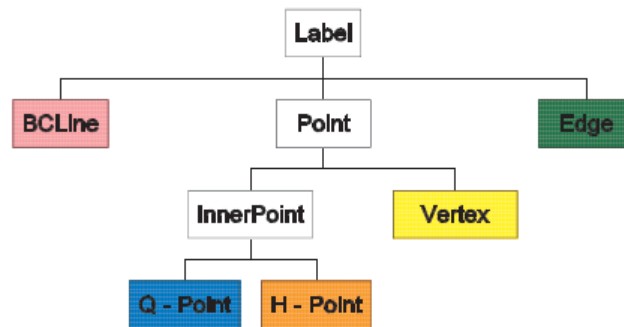 Label
BCLine
Point
Edge
InnerPoint
Vertex
Q - Point
H - Point